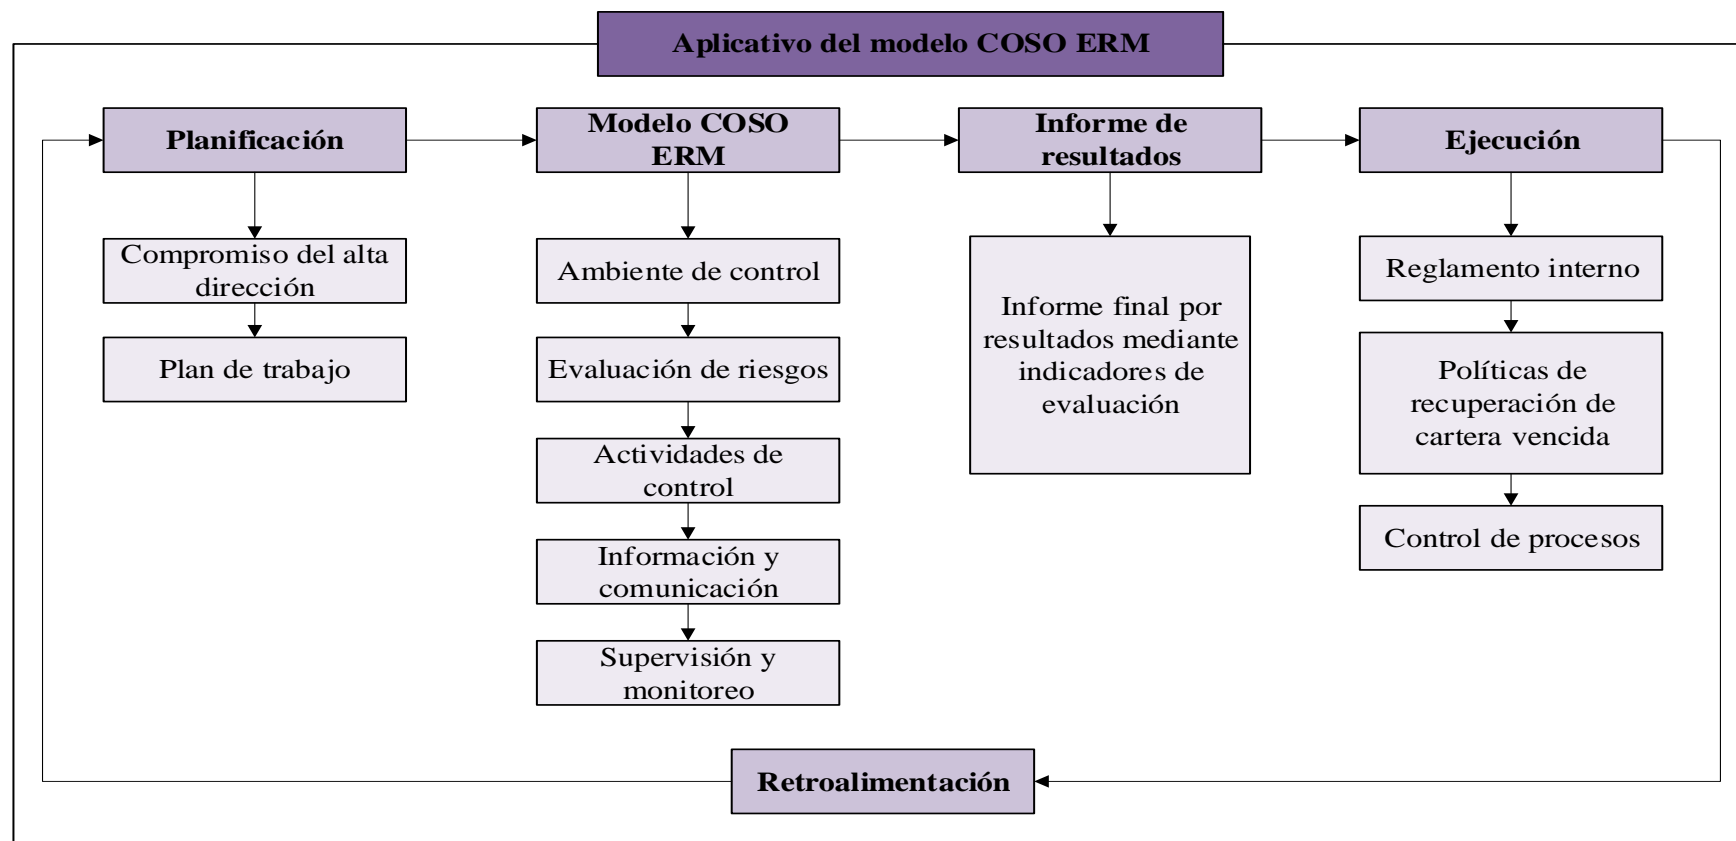 Aplicativo del modelo COSO ERM
Planificación
Compromiso del alta
dirección
Plan de trabajo
Modelo COSO
ERM
Ambiente de control
Evaluación de riesgos
Actividades de
control
Información y
comunicación
Supervisión y
monitoreo
Informe de
resultados
Informe final por
resultados mediante
indicadores de
evaluación
Ejecución
Reglamento interno
Políticas de
recuperación de
cartera vencida
Control de procesos
Retroalimentación